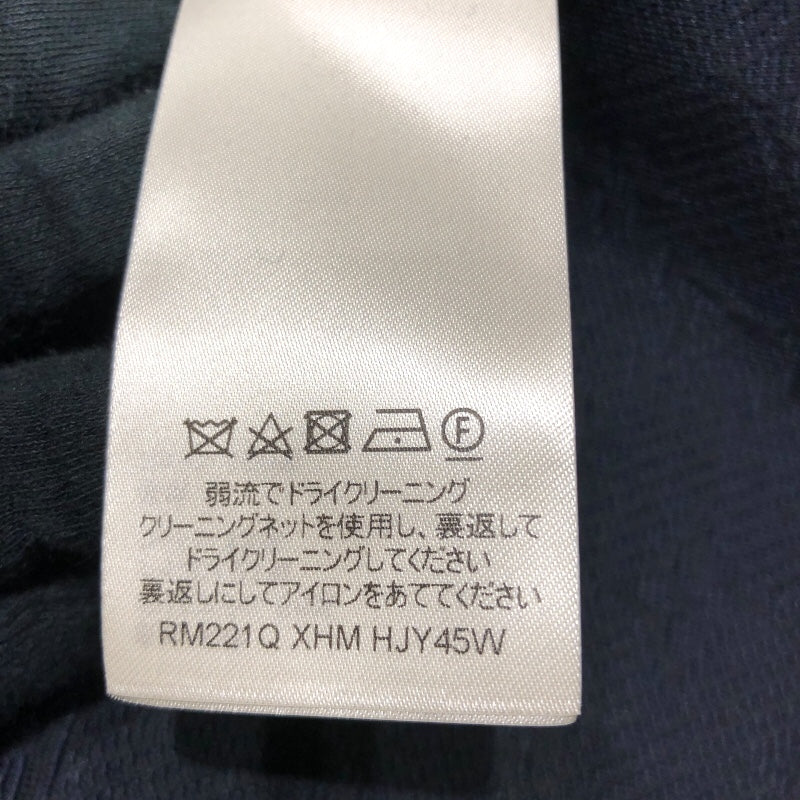 F
弱流でドライクリーニング
クリーニングネットを使用し、裏返して
ドライクリーニングしてください
裏返しにしてアイロンをあててください
RM221Q XHM HJY45W